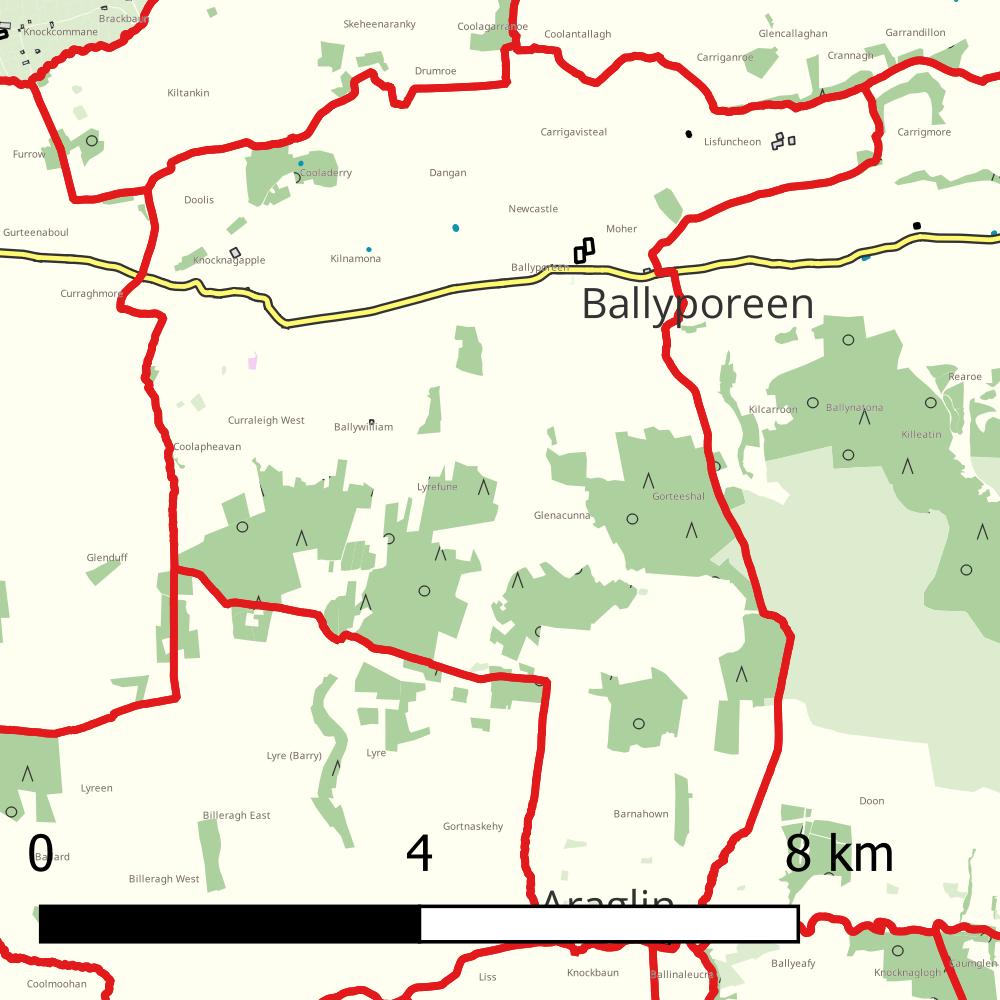 Brackbaun
Skeheenaranky
Coolagarranroe
Knockcommane
Coolantallagh
Glencallaghan
Garrandillon
Carriganroe
Crannagh
Drumroe
Kiltankin
Carrigavisteal
Lisfuncheon
Carrigmore
Furrow
Cooladerry
Dangan
Doolis
Newcastle
Moher
Gurteenaboul
Knocknagapple
Kilnamona
Ballyporeen
Curraghmore
Ballyporeen
Rearoe
Kilcarroon
Ballynatona
Curraleigh West
Ballywilliam
Killeatin
Coolapheavan
Lyrefune
Gorteeshal
Glenacunna
Glenduff
Lyre (Barry)
Lyre
Lyreen
Doon
Billeragh East
Barnahown
Gortnaskehy
0
4
8 km
Ballard
Billeragh West
Araglin
Ballyeafy
Caumglen
Knockbaun
Ballinaleucra
Knocknaglogh
Liss
Coolmoohan